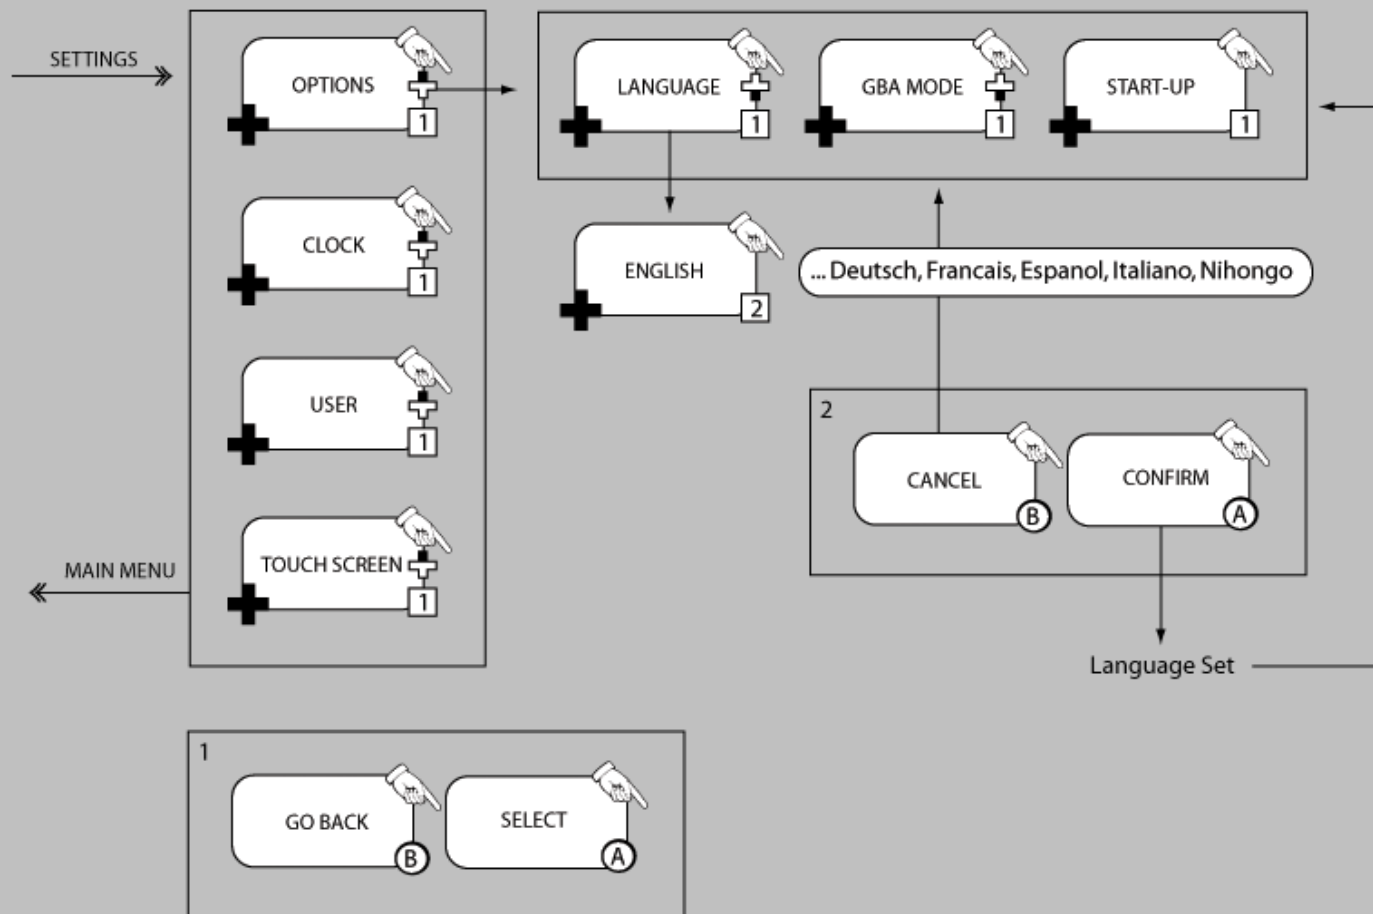 SETTINGS
OPTIONS
1
CLOCK
1
USER
1
TOUCH SCREEN
1
MAIN MENU
LANGUAGE
1
GBA MODE
1
START-UP
1
ENGLISH
2
... Deutsch, Francais, Espanol, Italiano, Nihongo
2
CANCEL
B
CONFIRM
A
Language Set
1
GO BACK
B
SELECT
A